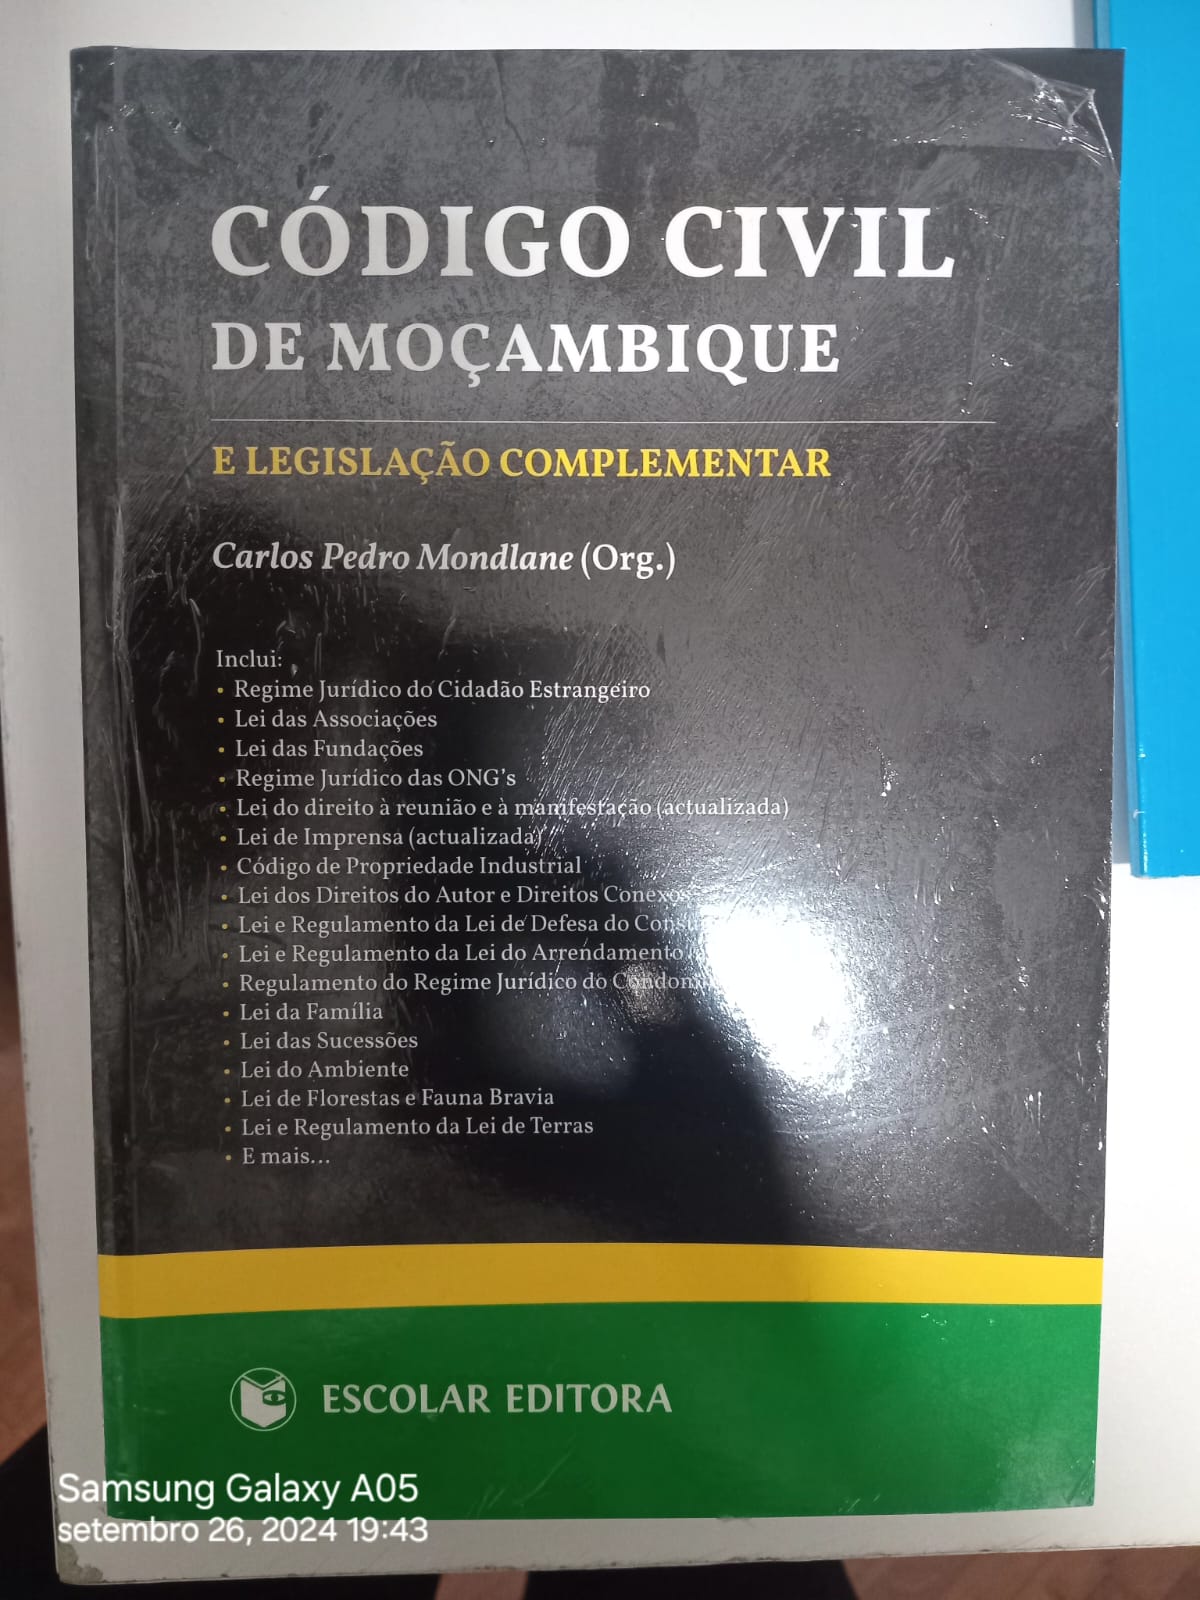 CÓDIGO CIVIL
DE MOÇAMBIQUE
E LEGISLAÇÃO COMPLEMENTAR
Carlos Pedro Mondlane (Org.)
Inclui:
• Regime Jurídico do Cidadão Estrangeiro
• Lei das Associações
• Lei das Fundações
• Regime Jurídico das ONG's
• Lei do direito à reunião e à manifestação (actualizada)
• Lei de Imprensa (actualizada)
• Código de Propriedade Industrial
• Lei dos Direitos do Autor e Direitos Conexos
• Lei e Regulamento da Lei de Defesa do
• Lei e Regulamento da Lei do Arrendamento
• Regulamento do Regime Jurídico do
• Lei da Família
• Lei das Sucessões
• Lei do Ambiente
• Lei de Florestas e Fauna Bravia
• Lei e Regulamento da Lei de Terras
• E mais...
ESCOLAR EDITORA
Samsung Galaxy A05
setembro 26, 2024 19:43